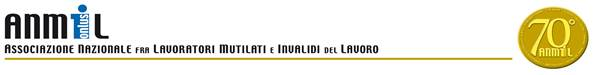 ANMiL
onlus
ASSOCIAZIONE NAZIONALE FRA LAVORATORI MUTILATI E INVALIDI DEL LAVORO
70°
ANMiL